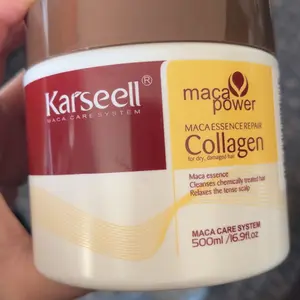 Karseell®
MACA CARE SYSTEM
maca
power
MACA ESSENCE REPAIR
Collagen
for dry, damaged hair
Maca essence
Cleanses chemically treated hair
Relaxes the tense scalp
MACA CARE SYSTEM
500ml /16.9fl.oz